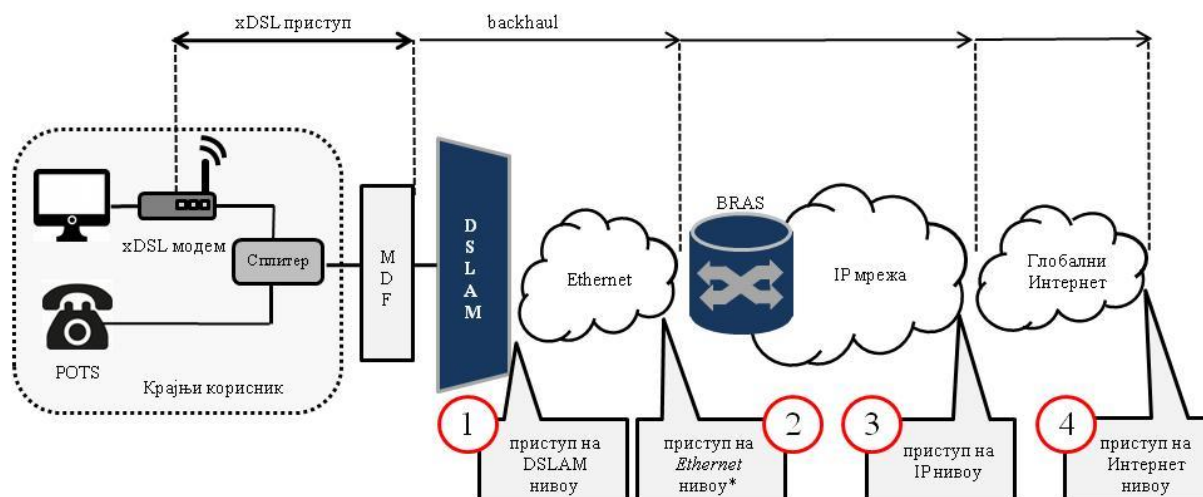 xDSL приступ
backhaul
BRAS
xDSL модем
Сплитер
M
D
F
D
S
L
A
M
Ethernet
IP мрежа
Глобални
Интернет
POTS
Крајњи корисник
1
приступ на
DSLAM
нивоу
приступ на
Ethernet
нивоу*
2
3
приступ на
IP нивоу
4
приступ на
Интернет
нивоу